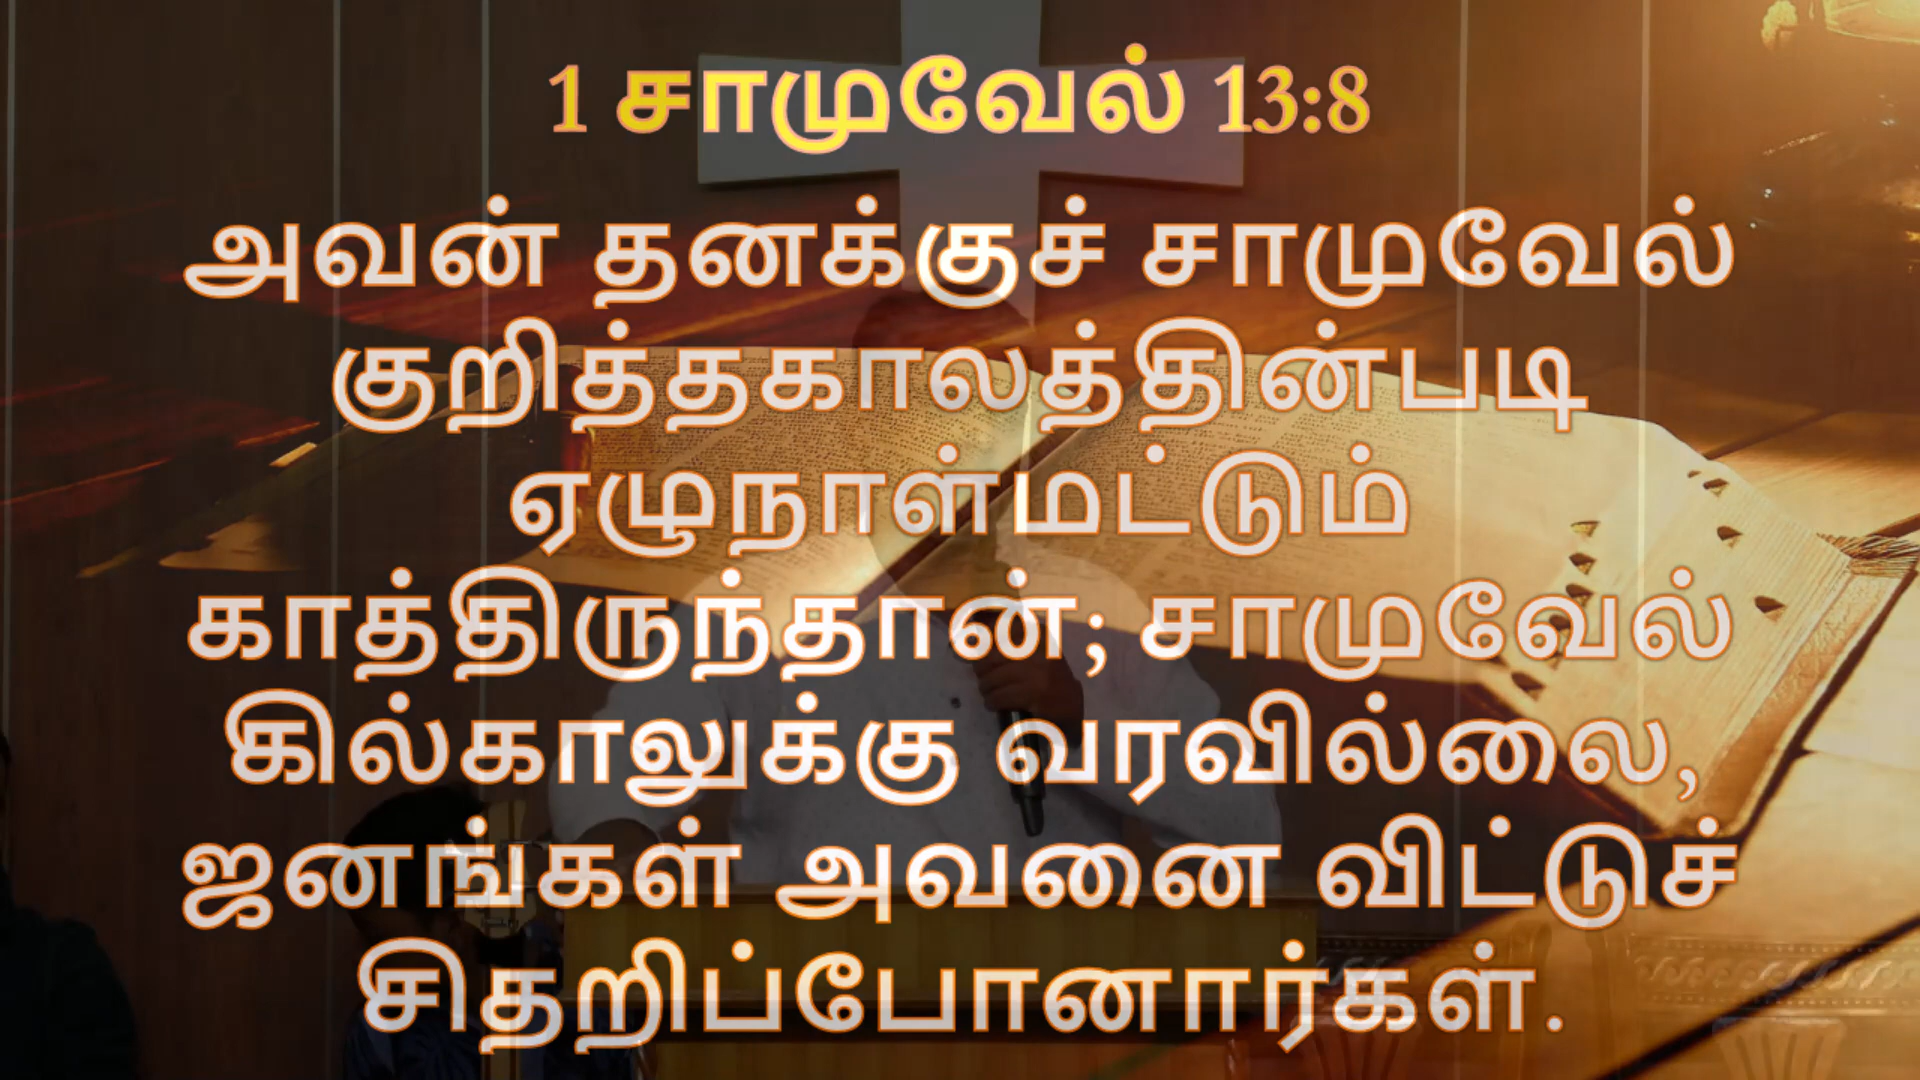 1 சாமுவேல் 13:8
அவன் தனக்குச் சாமுவேல்
குறித்தகாலத்தின்படி
ஏழுநாள்மட்டும்
காத்திருந்தான்; சாமுவேல்
கில்காலுக்கு வரவில்லை,
ஜனங்கள் அவனை விட்டுச்
சிதறிப்போனார்கள்.